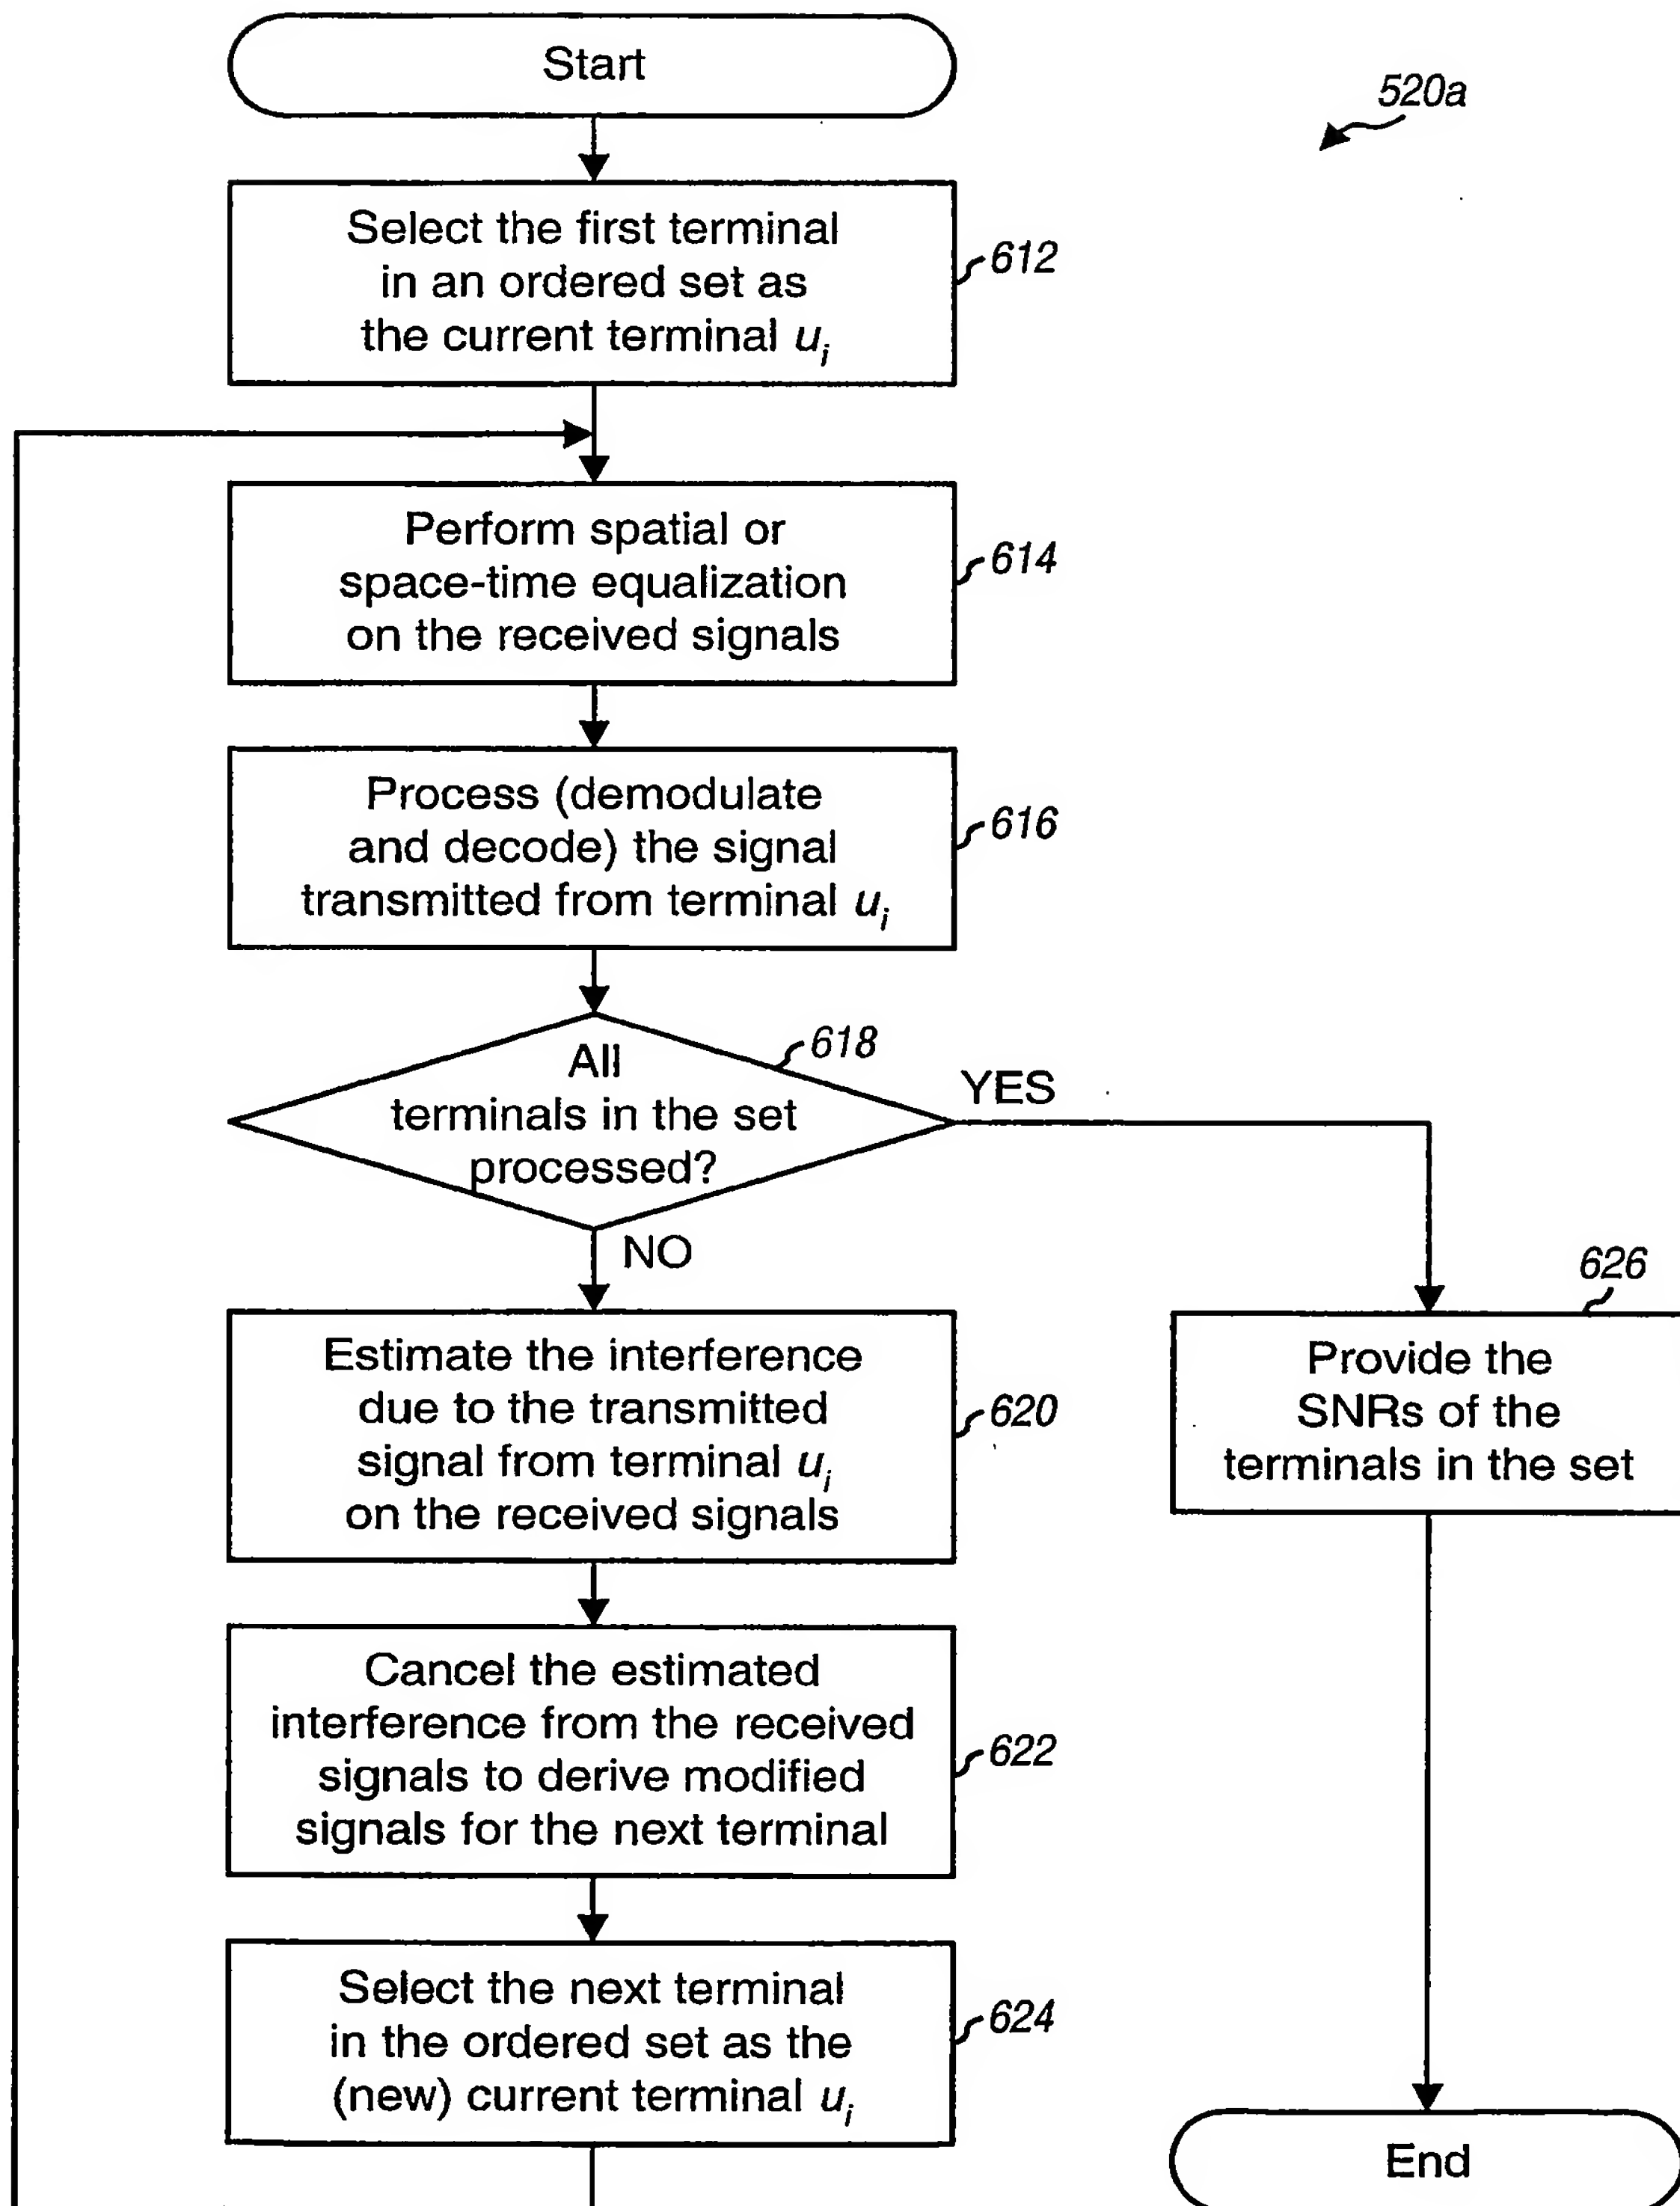 Start
520a
Select the first terminal
in an ordered set as
the current terminal u_i
612
Perform spatial or
space-time equalization
on the received signals
614
Process (demodulate
and decode) the signal
transmitted from terminal u_i
616
All
terminals in the set
processed?
618
YES
NO
Estimate the interference
due to the transmitted
signal from terminal u_i
on the received signals
620
626
Provide the
SNRs of the
terminals in the set
Cancel the estimated
interference from the received
signals to derive modified
signals for the next terminal
622
Select the next terminal
in the ordered set as the
(new) current terminal u_i
624
End